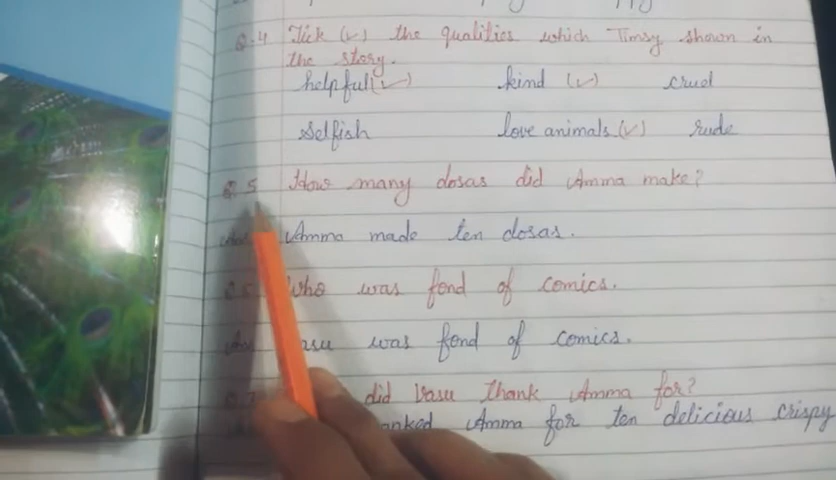 Q.4 Tick (✓) the qualities which Timsy shown in
the story.
helpful(✓) kind (✓) cruel
selfish love animals (✓) rude
Q.5 How many dosas did Amma make?
Ans Amma made ten dosas.
Who was fond of comics.
was fond of comics.
did Vasu thank Amma for?
Amma for ten delicious crispy